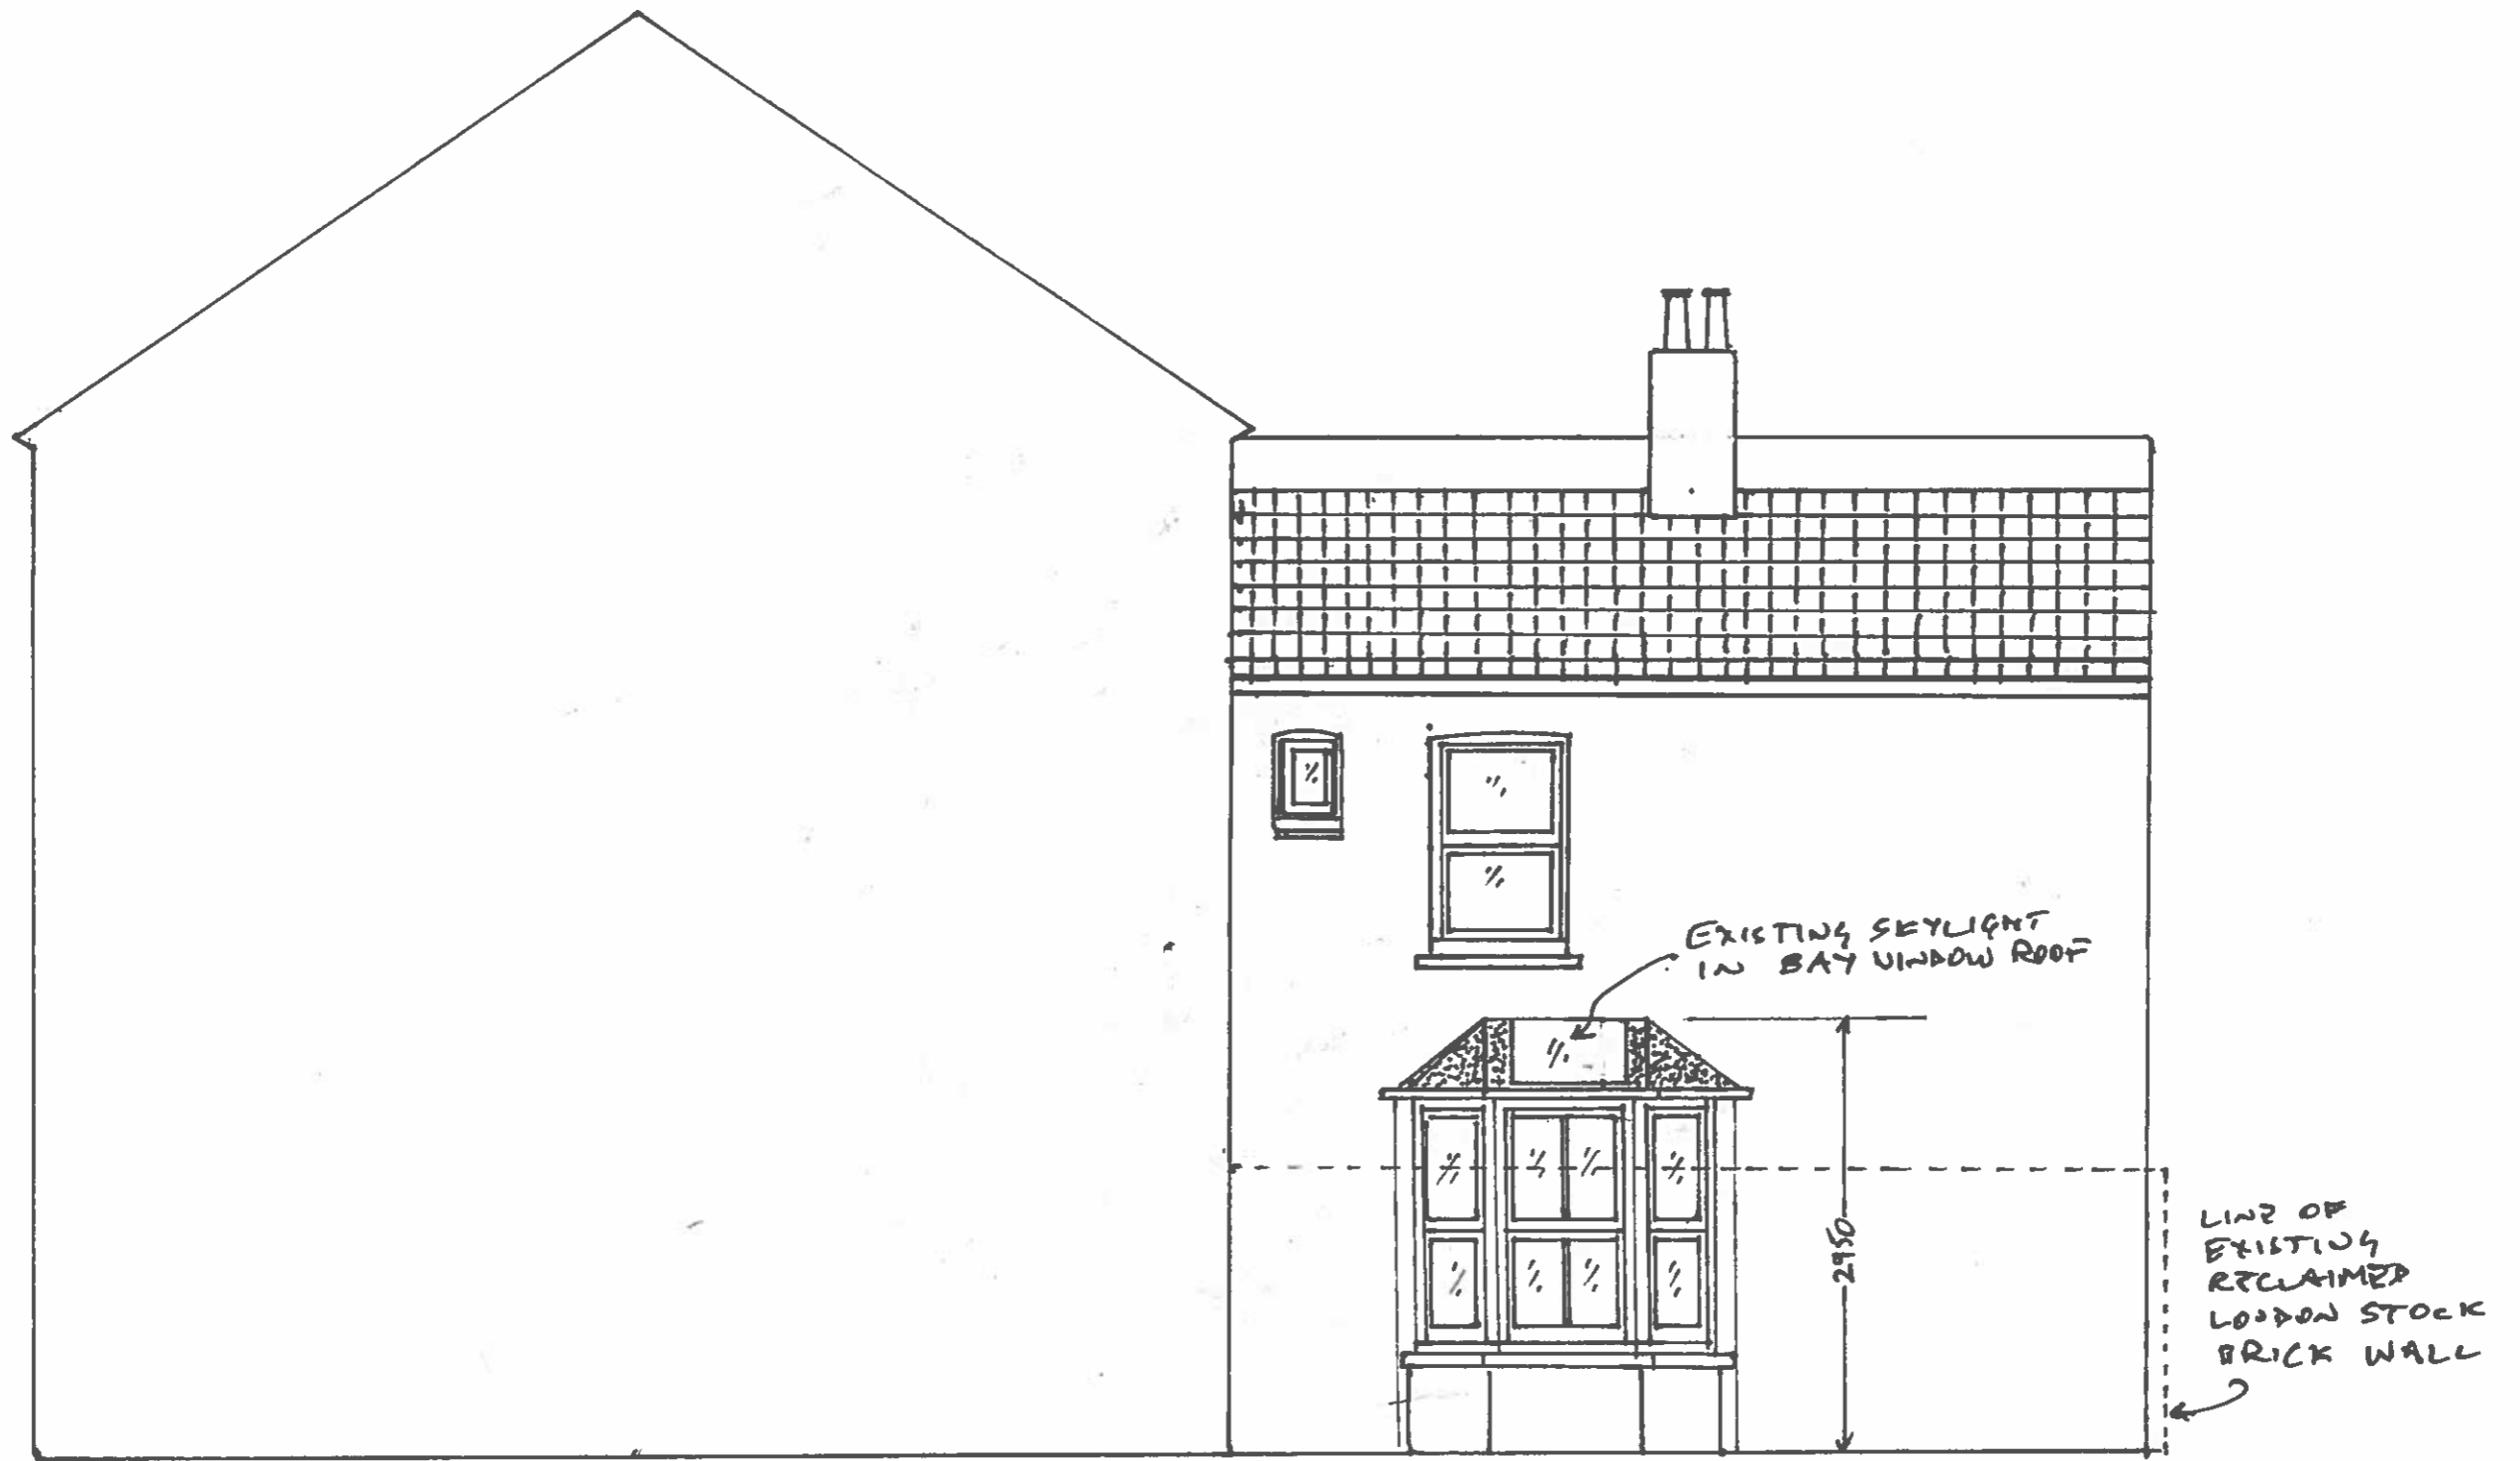 EXISTING SKYLIGHT
IN BAY WINDOW ROOF
2950
LINE OF
EXISTING
RECLAIMED
LONDON STOCK
BRICK WALL